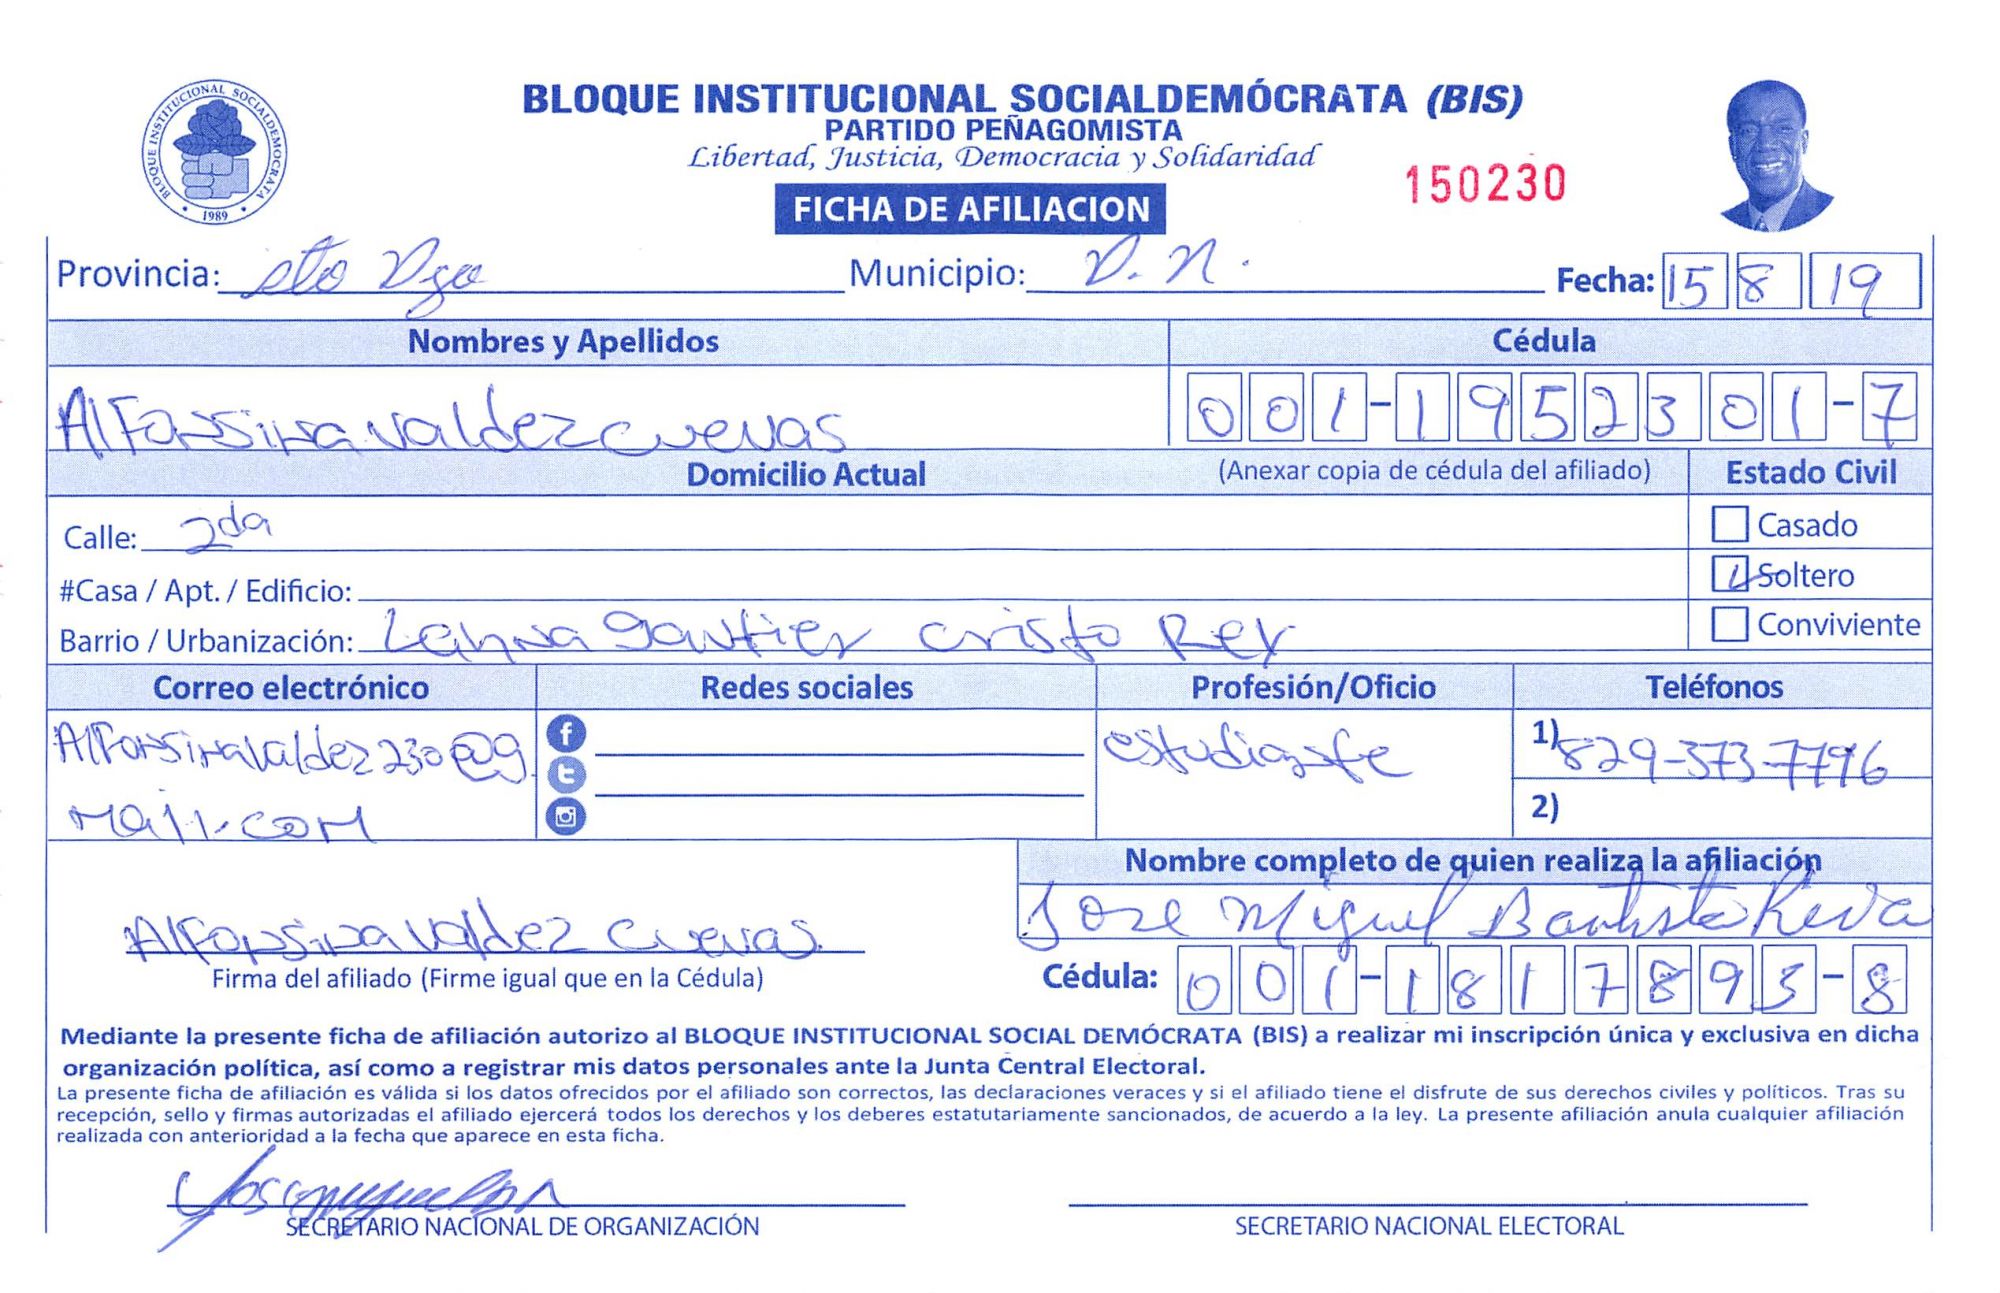 BLOQUE INSTITUCIONAL SOCIALDEMOCRATA
1989
BLOQUE INSTITUCIONAL SOCIALDEMÓCRATA (BIS)
PARTIDO PEÑAGOMISTA
Libertad, Justicia, Democracia y Solidaridad
150230
FICHA DE AFILIACION
Provincia: sto Dgo Municipio: D. N. Fecha: 15 8 19
Nombres y Apellidos Cédula
Alfonsina valdez cuevas 001-1952301-7
Domicilio Actual (Anexar copia de cédula del afiliado) Estado Civil
Calle: 2da Casado
#Casa / Apt. / Edificio: Soltero
Barrio / Urbanización: gautier cristo Rey Conviviente
Correo electrónico Redes sociales Profesión/Oficio Teléfonos
Alfonsinavaldez230@g estudiante 1) 829-373-7796
mail.com 2)
Nombre completo de quien realiza la afiliación
Jose Miguel Bautista
Alfonsina valdez cuevas
Firma del afiliado (Firme igual que en la Cédula) Cédula: 001-1817893-8
Mediante la presente ficha de afiliación autorizo al BLOQUE INSTITUCIONAL SOCIAL DEMÓCRATA (BIS) a realizar mi inscripción única y exclusiva en dicha
organización política, así como a registrar mis datos personales ante la Junta Central Electoral.
La presente ficha de afiliación es válida si los datos ofrecidos por el afiliado son correctos, las declaraciones veraces y si el afiliado tiene el disfrute de sus derechos civiles y políticos. Tras su
recepción, sello y firmas autorizadas el afiliado ejercerá todos los derechos y los deberes estatutariamente sancionados, de acuerdo a la ley. La presente afiliación anula cualquier afiliación
realizada con anterioridad a la fecha que aparece en esta ficha.
SECRETARIO NACIONAL DE ORGANIZACIÓN SECRETARIO NACIONAL ELECTORAL